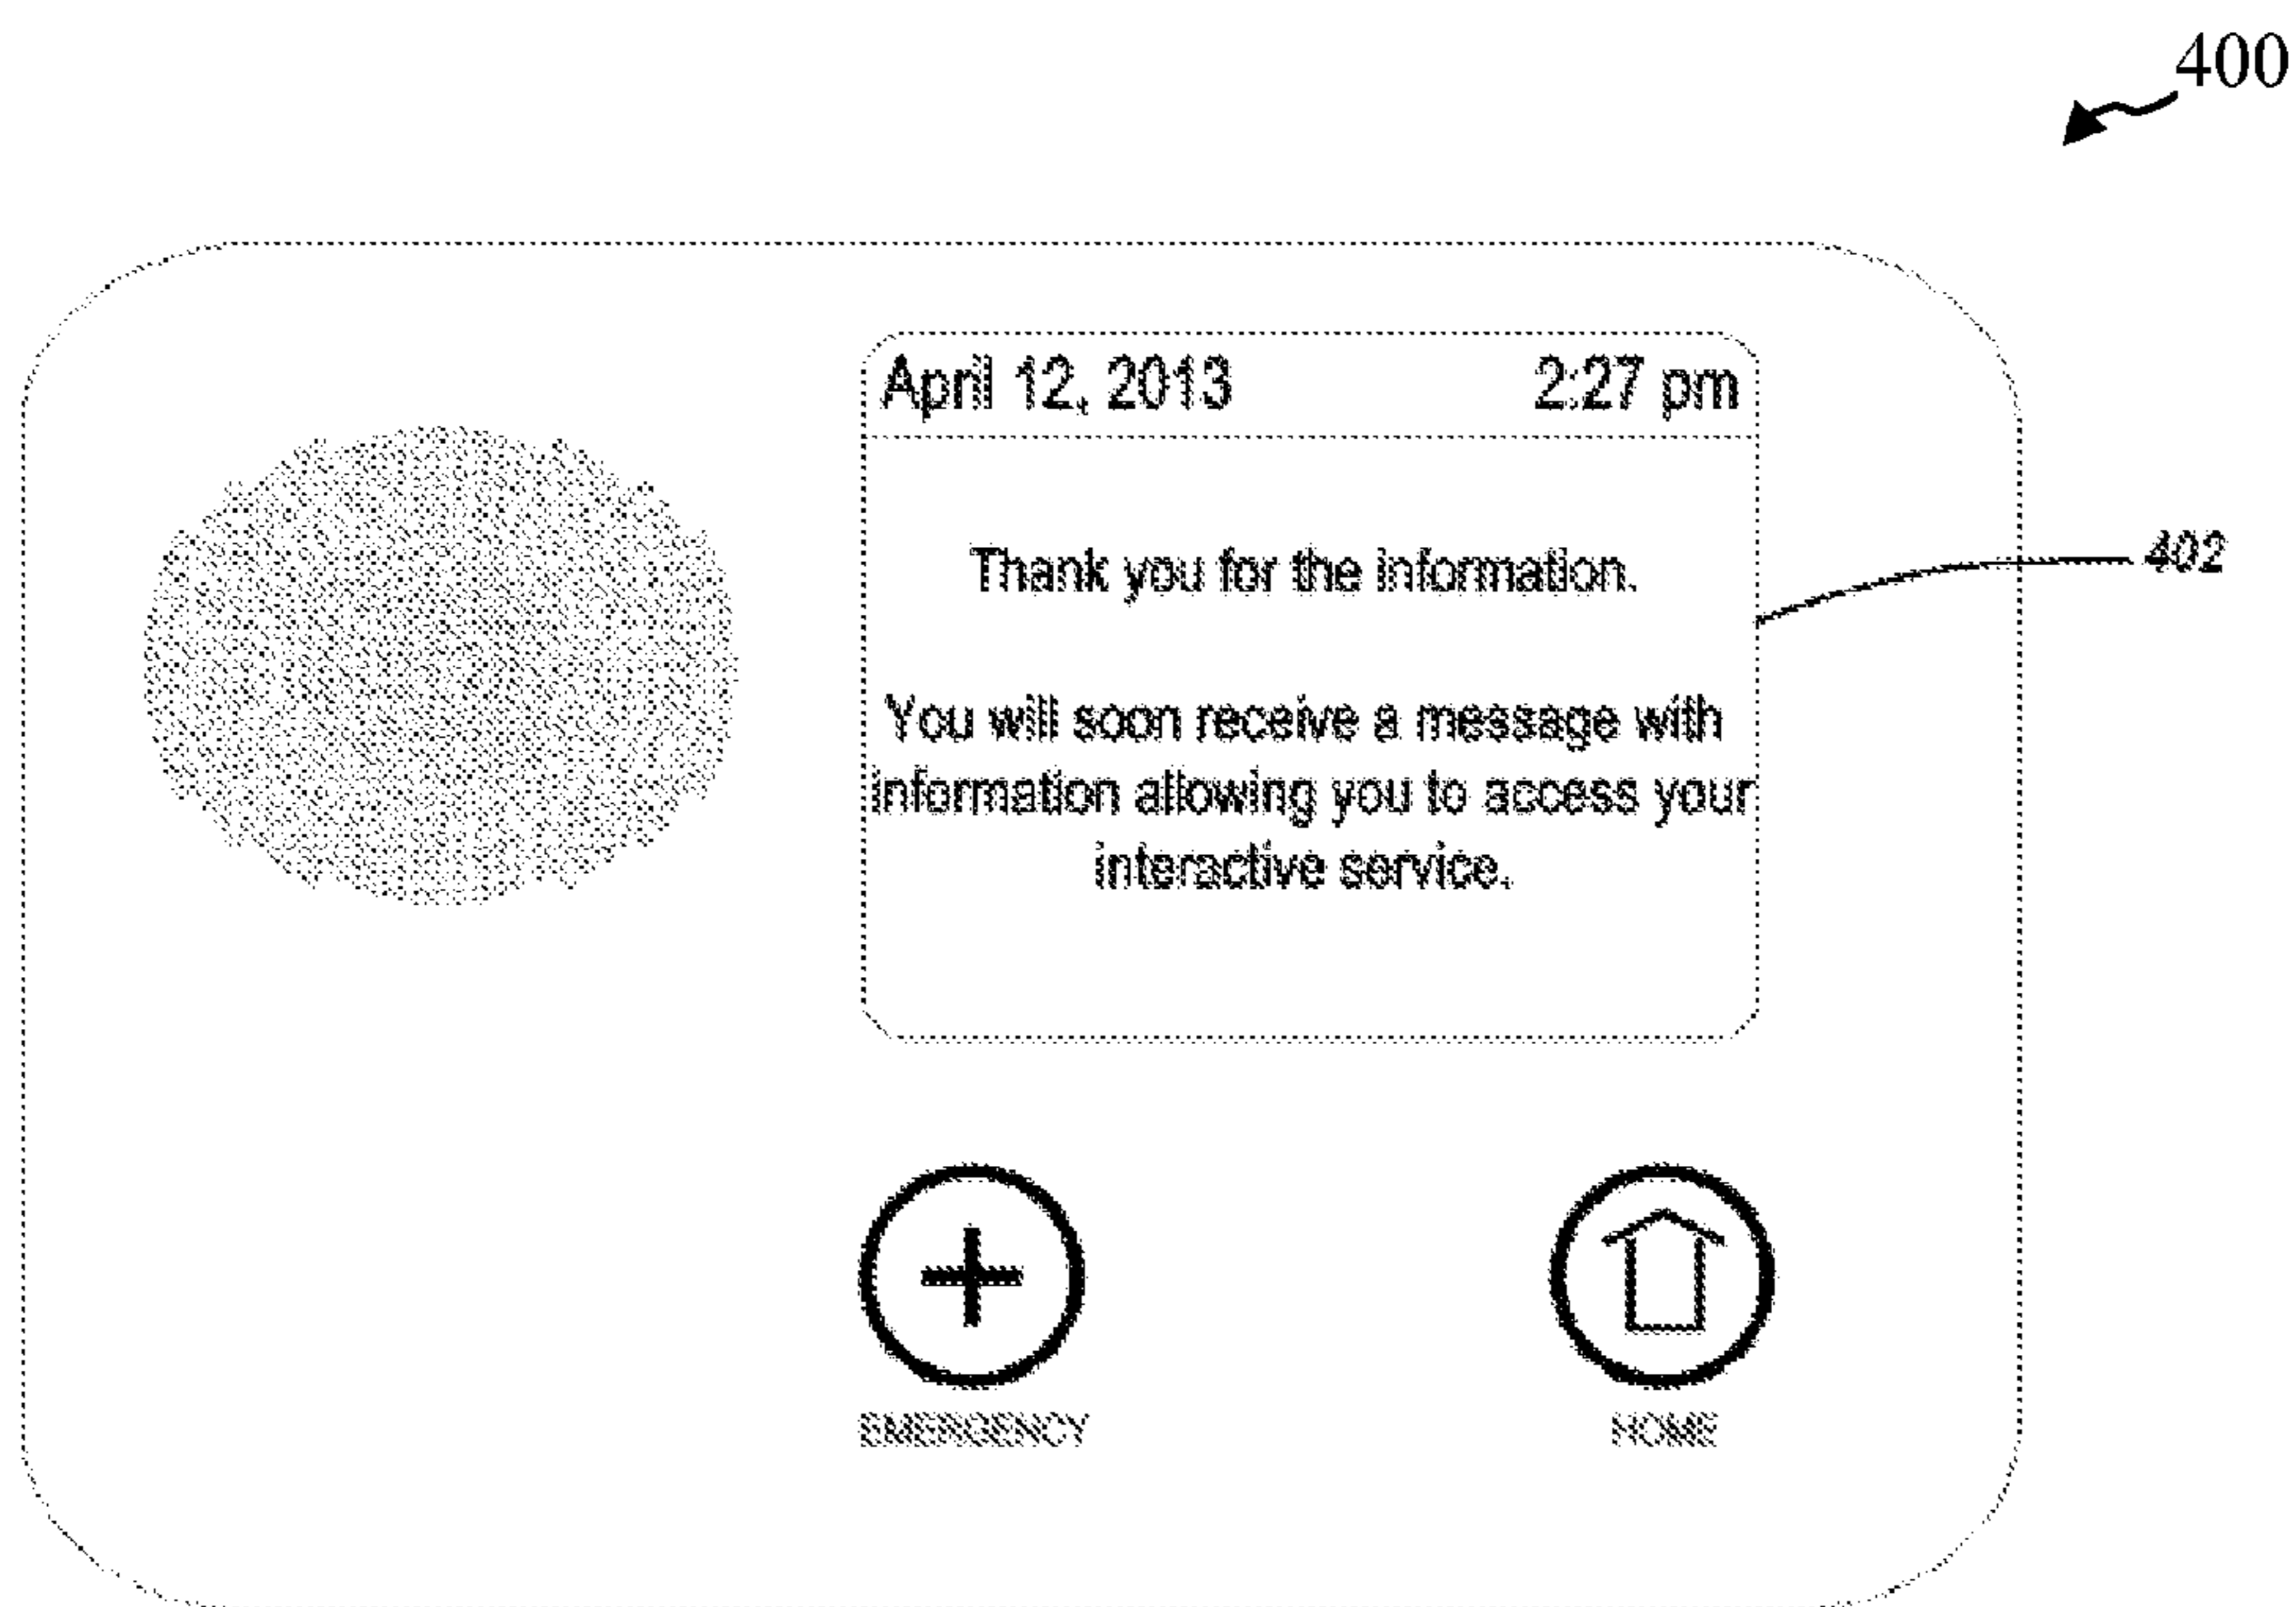 400
April 12, 2013 2:27 pm
Thank you for the information.
402
You will soon receive a message with
information allowing you to access your
interactive service.
EMERGENCY HOME